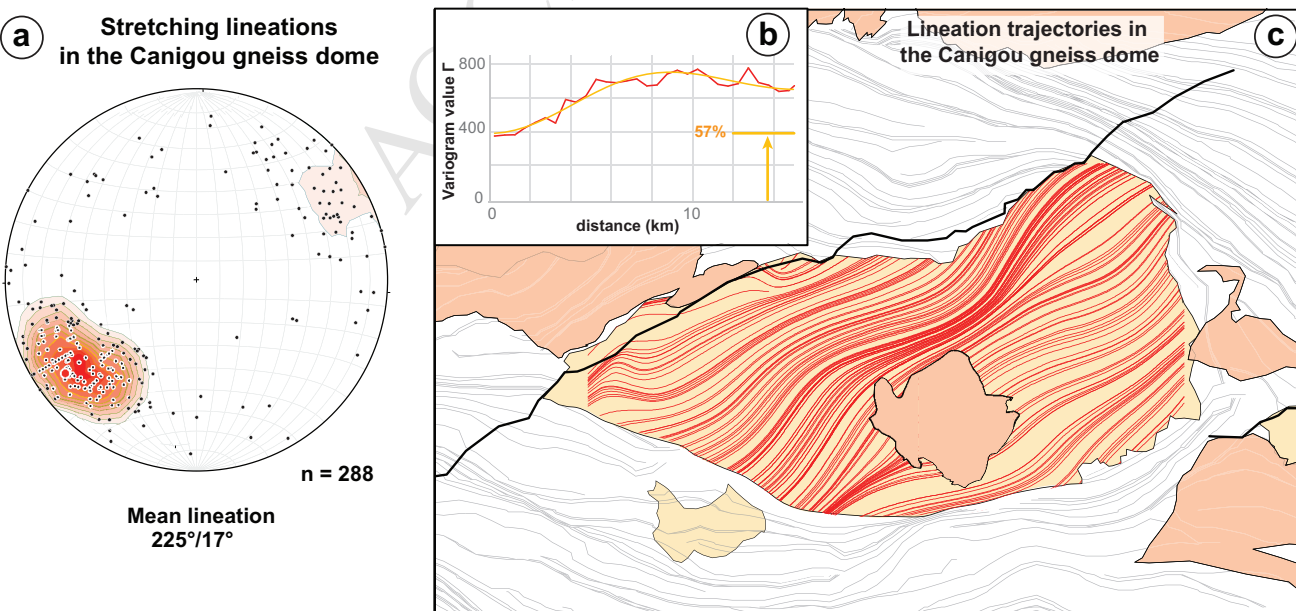 a
Stretching lineations
in the Canigou gneiss dome
n = 288
Mean lineation
225°/17°
b
Variogram value Γ
800
400
0
57%
0
10
distance (km)
Lineation trajectories in
the Canigou gneiss dome
c